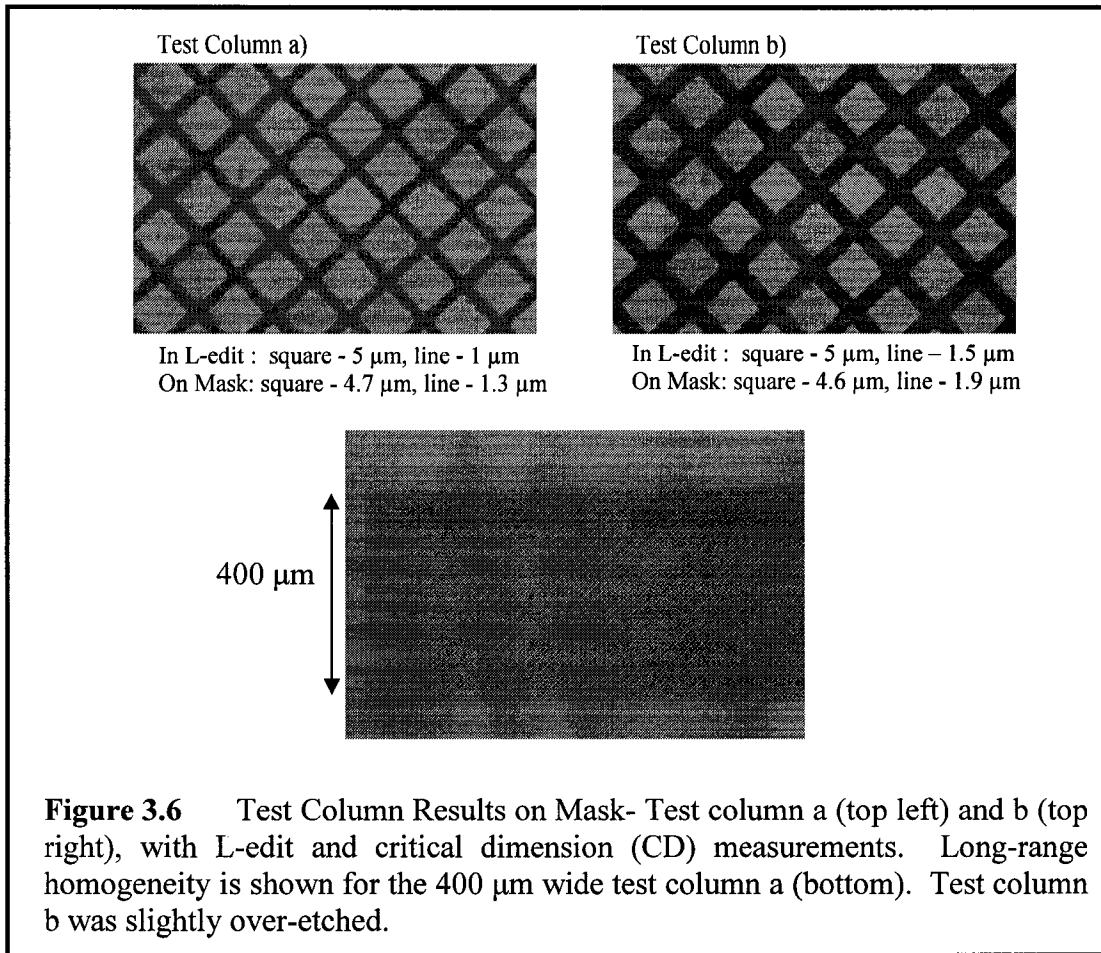 Test Column a)
Test Column b)
In L-edit : square - 5 μm, line - 1 μm
On Mask: square - 4.7 μm, line - 1.3 μm
In L-edit : square - 5 μm, line – 1.5 μm
On Mask: square - 4.6 μm, line - 1.9 μm
400 μm
Figure 3.6 Test Column Results on Mask- Test column a (top left) and b (top
right), with L-edit and critical dimension (CD) measurements. Long-range
homogeneity is shown for the 400 μm wide test column a (bottom). Test column
b was slightly over-etched.